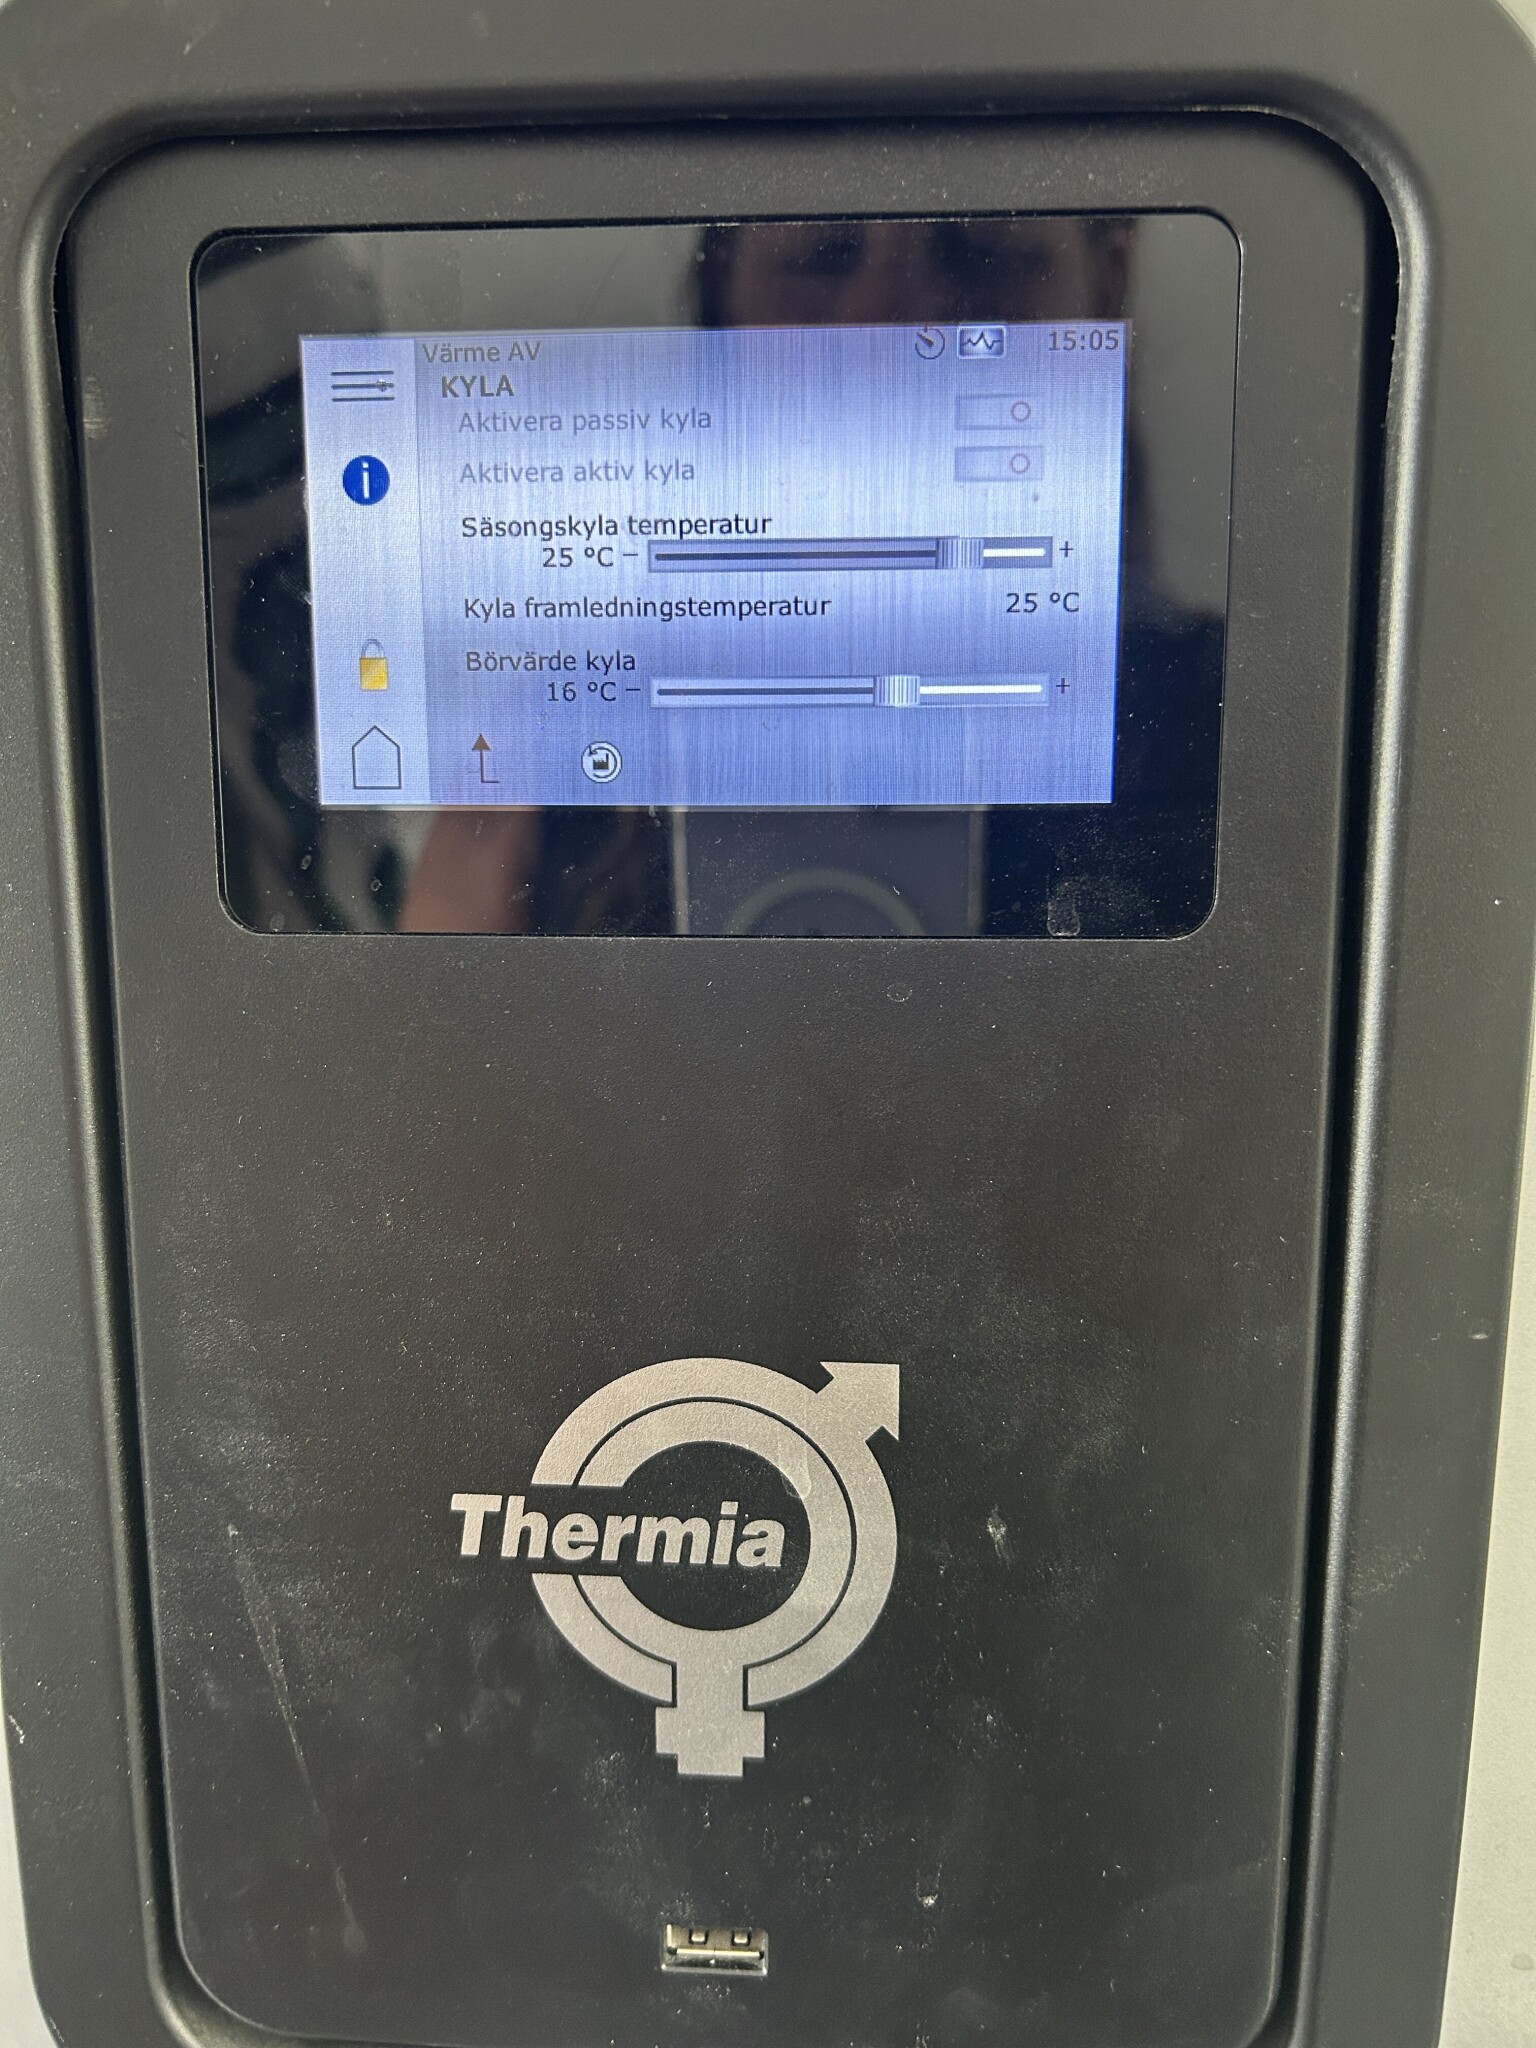 Värme AV
15:05
KYLA
Aktivera passiv kyla
Aktivera aktiv kyla
Säsongskyla temperatur
25 °C − +
Kyla framledningstemperatur 25 °C
Börvärde kyla
16 °C − +
Thermia